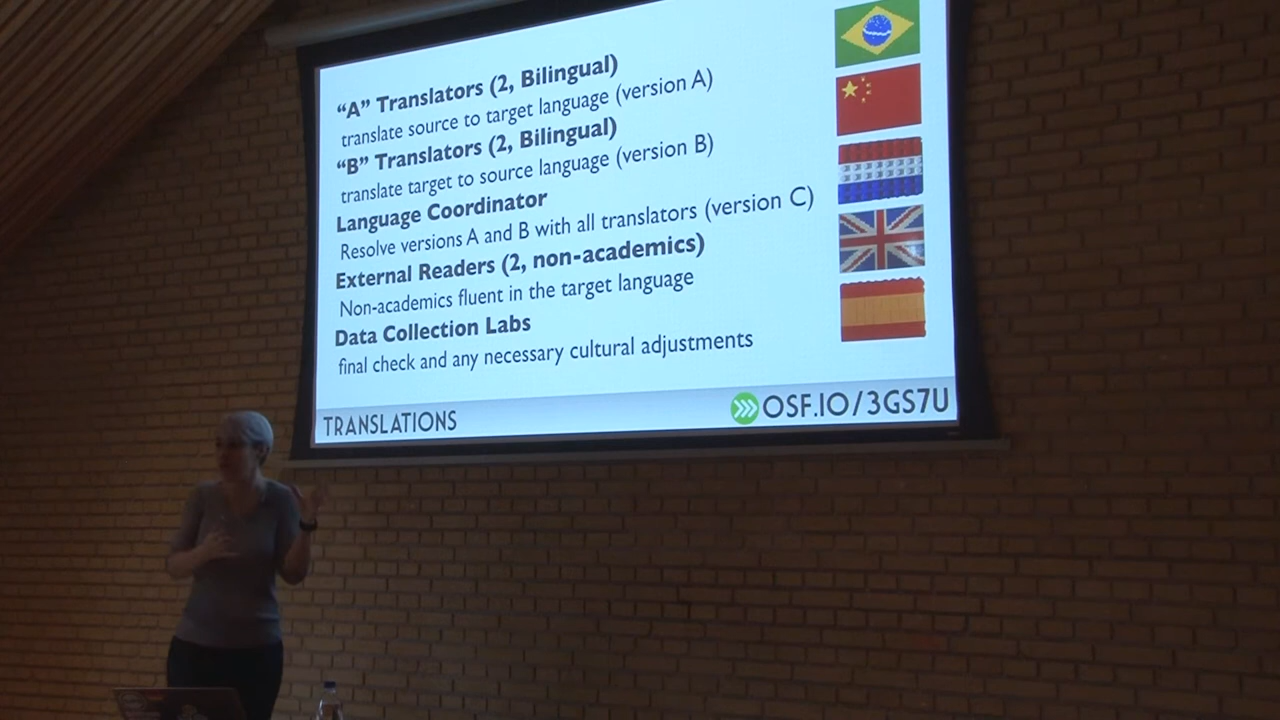 “A” Translators (2, Bilingual)
translate source to target language (version A)
“B” Translators (2, Bilingual)
translate target to source language (version B)
Language Coordinator
Resolve versions A and B with all translators (version C)
External Readers (2, non-academics)
Non-academics fluent in the target language
Data Collection Labs
final check and any necessary cultural adjustments
TRANSLATIONS
OSF.IO/3GS7U